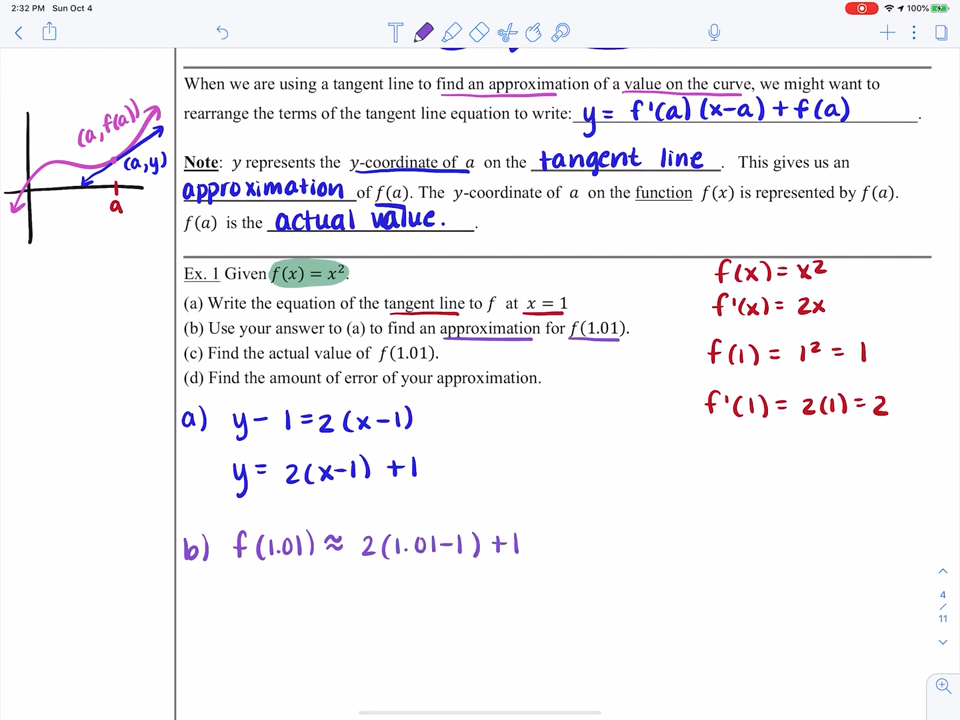 2:32 PM Sun Oct 4
100%
When we are using a tangent line to find an approximation of a value on the curve, we might want to
rearrange the terms of the tangent line equation to write: y = f'(a) (x-a) + f(a).
(a, f(a))
(a, y)
a
Note: y represents the y-coordinate of a on the tangent line. This gives us an
approximation of f(a). The y-coordinate of a on the function f(x) is represented by f(a).
f(a) is the actual value.
Ex. 1 Given f(x) = x²
(a) Write the equation of the tangent line to f at x = 1
(b) Use your answer to (a) to find an approximation for f(1.01).
(c) Find the actual value of f(1.01).
(d) Find the amount of error of your approximation.
f(x) = x²
f'(x) = 2x
f(1) = 1² = 1
f'(1) = 2(1) = 2
a) y - 1 = 2 (x-1)
y = 2(x-1) + 1
b) f(1.01) ≈ 2(1.01-1) + 1
4
/
11